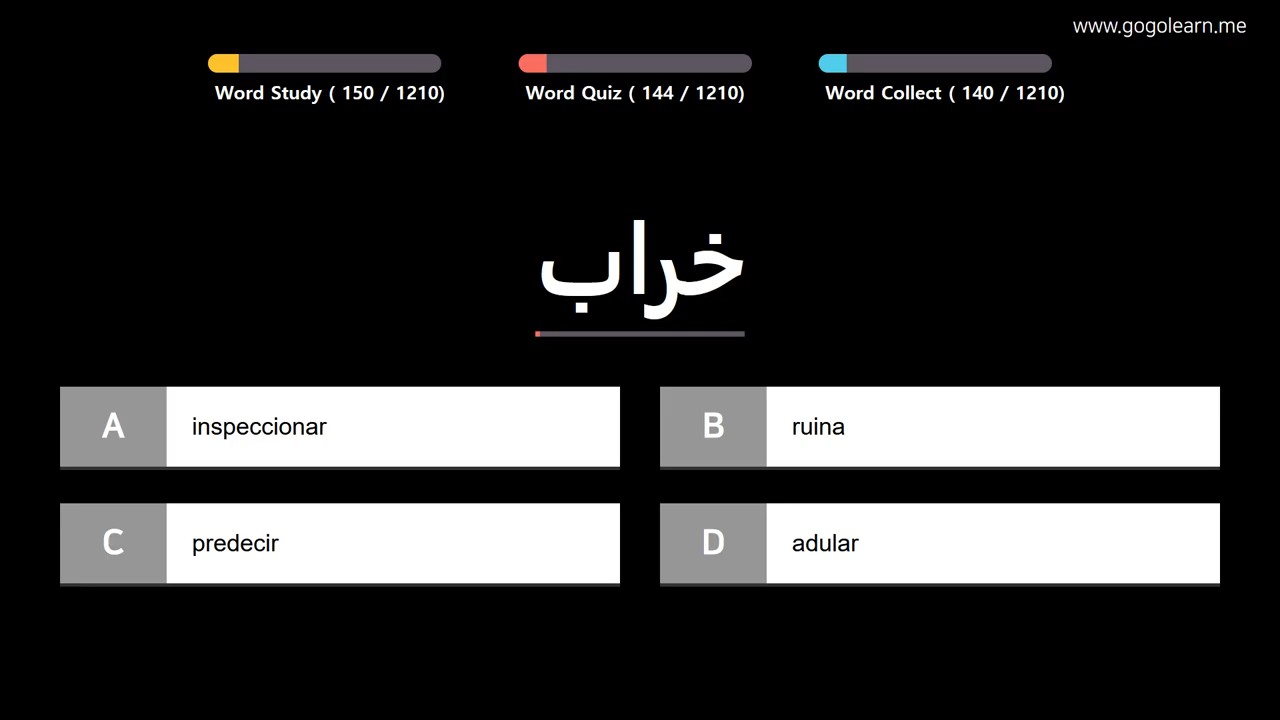 www.gogolearn.me
Word Study ( 150 / 1210)
Word Quiz ( 144 / 1210)
Word Collect ( 140 / 1210)
خراب
A inspeccionar
B ruina
C predecir
D adular